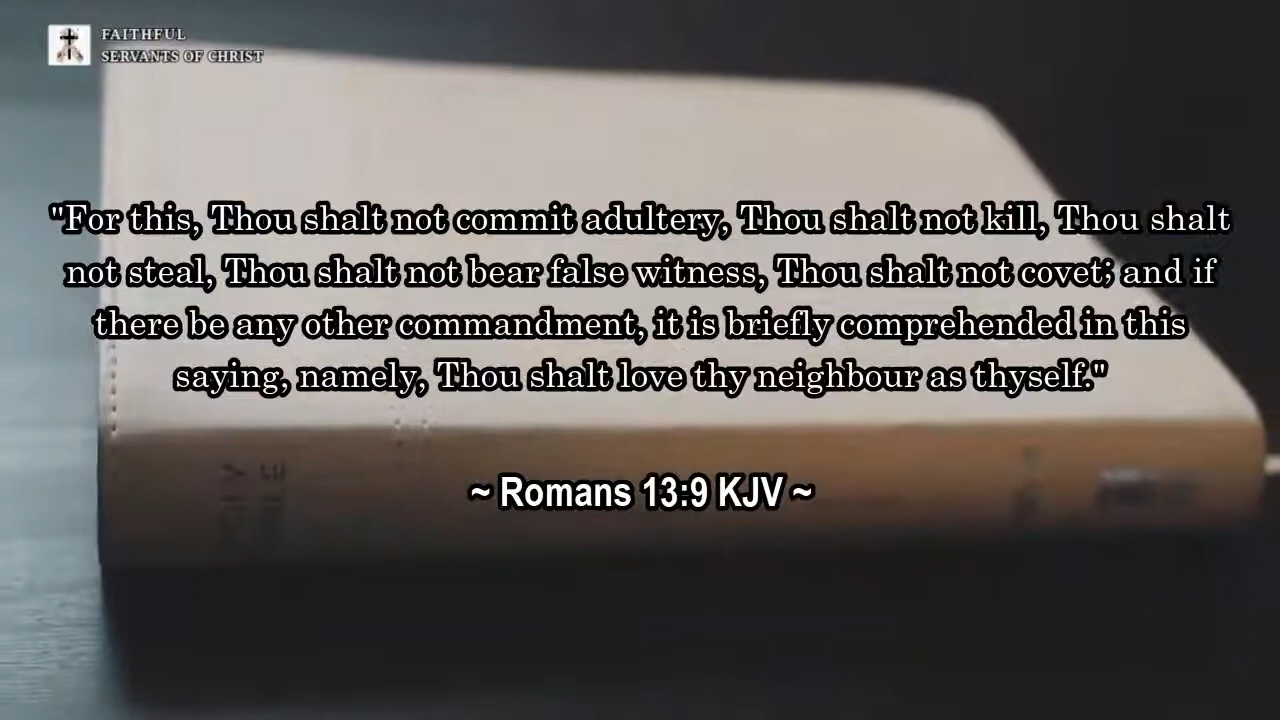 FAITHFUL
SERVANTS OF CHRIST
"For this, Thou shalt not commit adultery, Thou shalt not kill, Thou shalt
not steal, Thou shalt not bear false witness, Thou shalt not covet; and if
there be any other commandment, it is briefly comprehended in this
saying, namely, Thou shalt love thy neighbour as thyself."
~ Romans 13:9 KJV ~